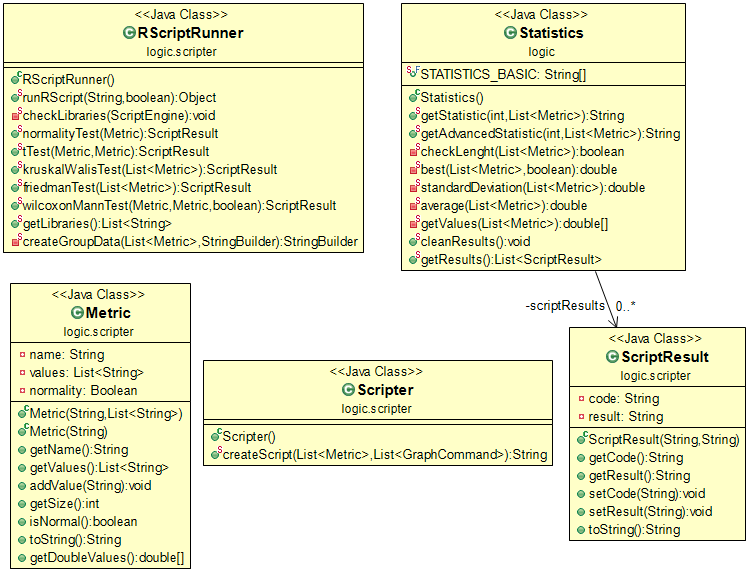 <<Java Class>>
RScriptRunner
logic.scripter
RScriptRunner()
runRScript(String,boolean):Object
checkLibraries(ScriptEngine):void
normalityTest(Metric):ScriptResult
tTest(Metric,Metric):ScriptResult
kruskalWalisTest(List<Metric>):ScriptResult
friedmanTest(List<Metric>):ScriptResult
wilcoxonMannTest(Metric,Metric,boolean):ScriptResult
getLibraries():List<String>
createGroupData(List<Metric>,StringBuilder):StringBuilder
<<Java Class>>
Statistics
logic
STATISTICS_BASIC: String[]
Statistics()
getStatistic(int,List<Metric>):String
getAdvancedStatistic(int,List<Metric>):String
checkLenght(List<Metric>):boolean
best(List<Metric>,boolean):double
standardDeviation(List<Metric>):double
average(List<Metric>):double
getValues(List<Metric>):double[]
cleanResults():void
getResults():List<ScriptResult>
-scriptResults 0..*
<<Java Class>>
Metric
logic.scripter
name: String
values: List<String>
normality: Boolean
Metric(String,List<String>)
Metric(String)
getName():String
getValues():List<String>
addValue(String):void
getSize():int
isNormal():boolean
toString():String
getDoubleValues():double[]
<<Java Class>>
Scripter
logic.scripter
Scripter()
createScript(List<Metric>,List<GraphCommand>):String
<<Java Class>>
ScriptResult
logic.scripter
code: String
result: String
ScriptResult(String,String)
getCode():String
getResult():String
setCode(String):void
setResult(String):void
toString():String